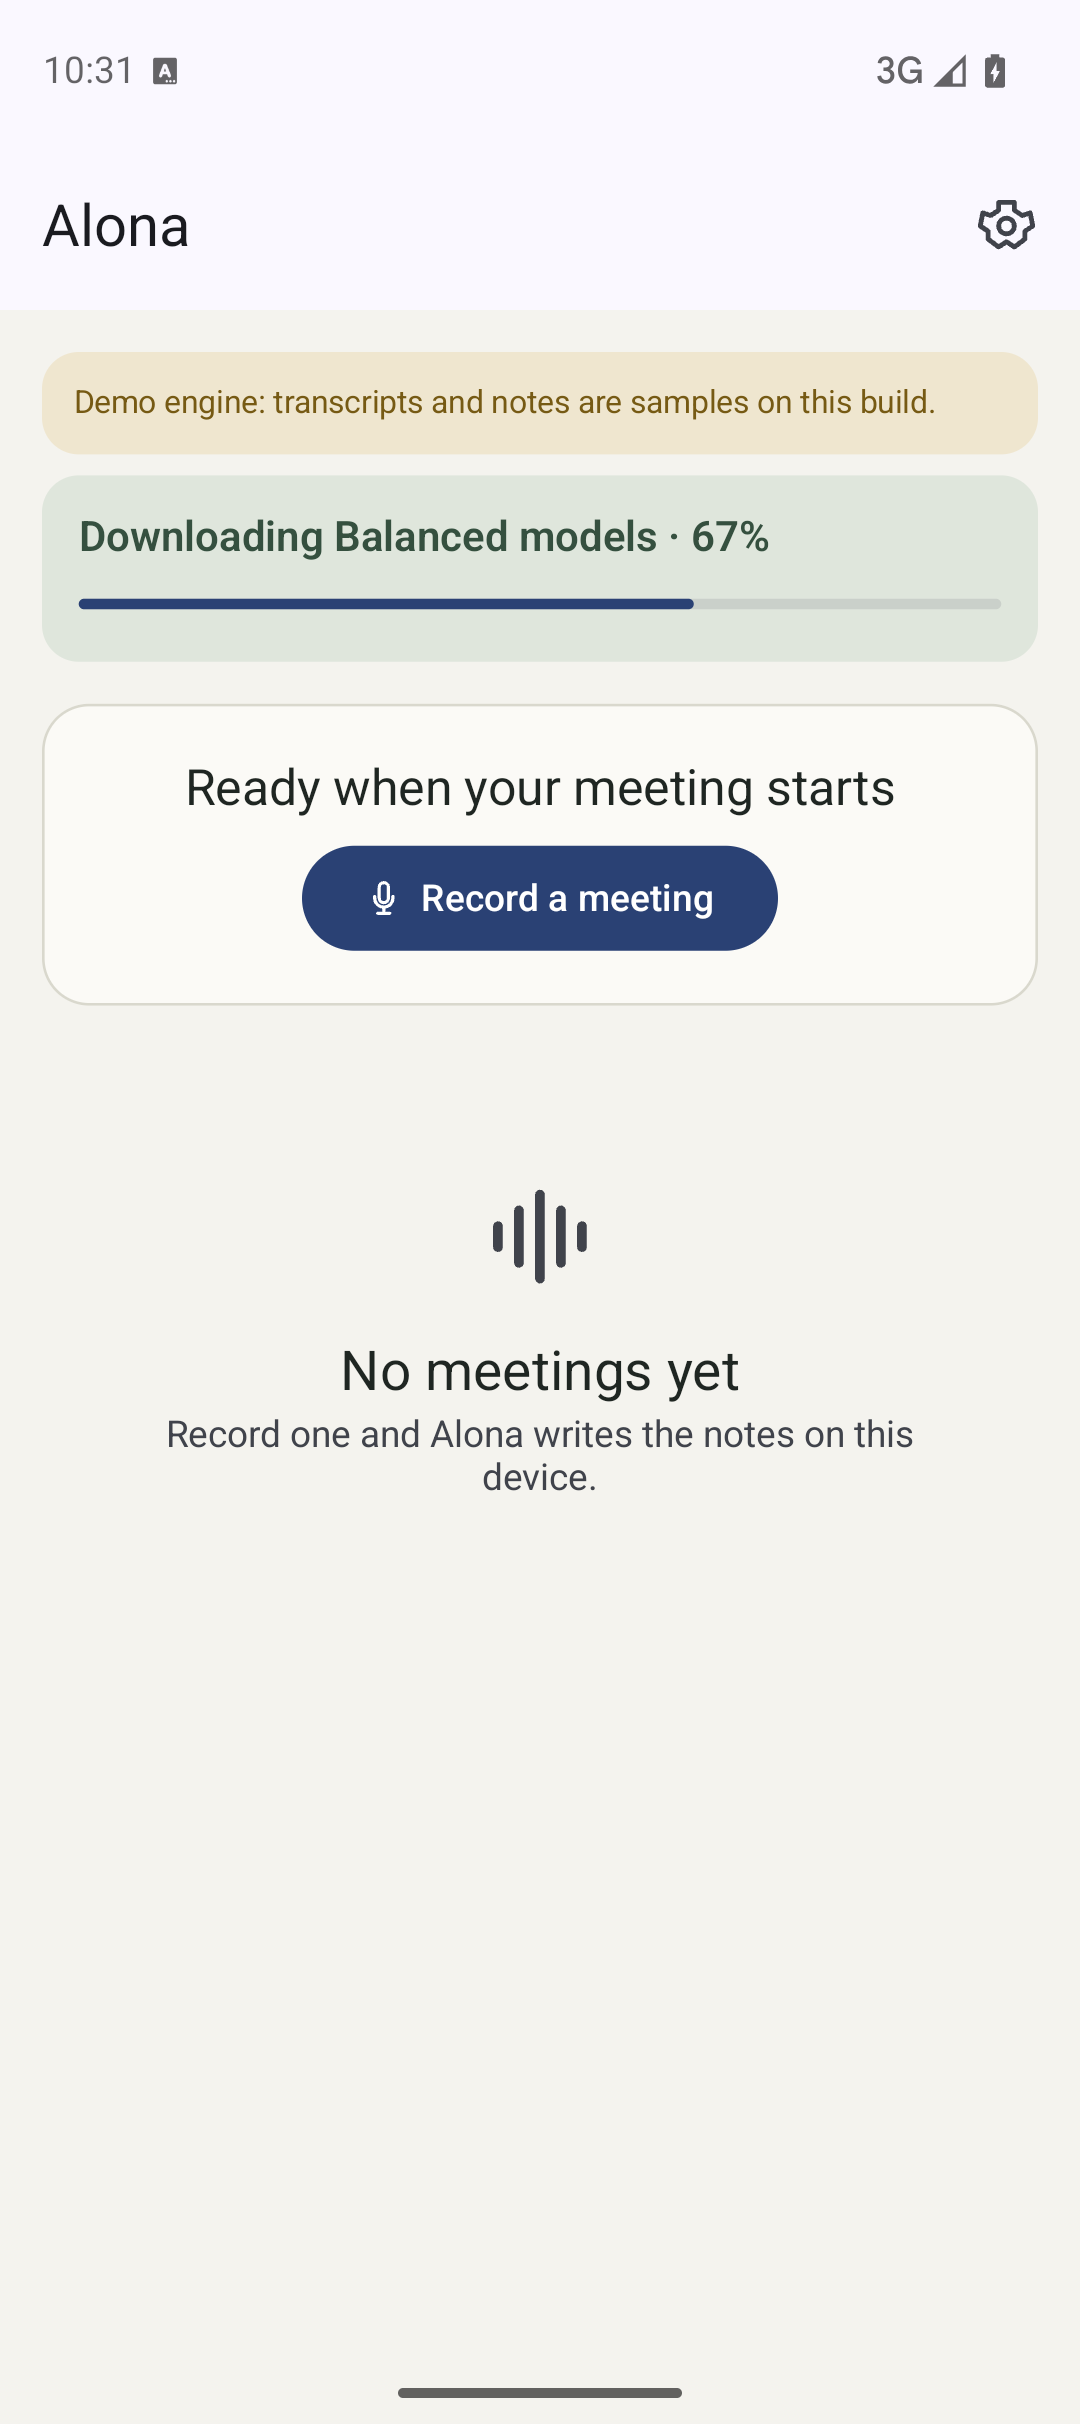 10:31
3G
Alona
Demo engine: transcripts and notes are samples on this build.
Downloading Balanced models · 67%
Ready when your meeting starts
Record a meeting
No meetings yet
Record one and Alona writes the notes on this
device.